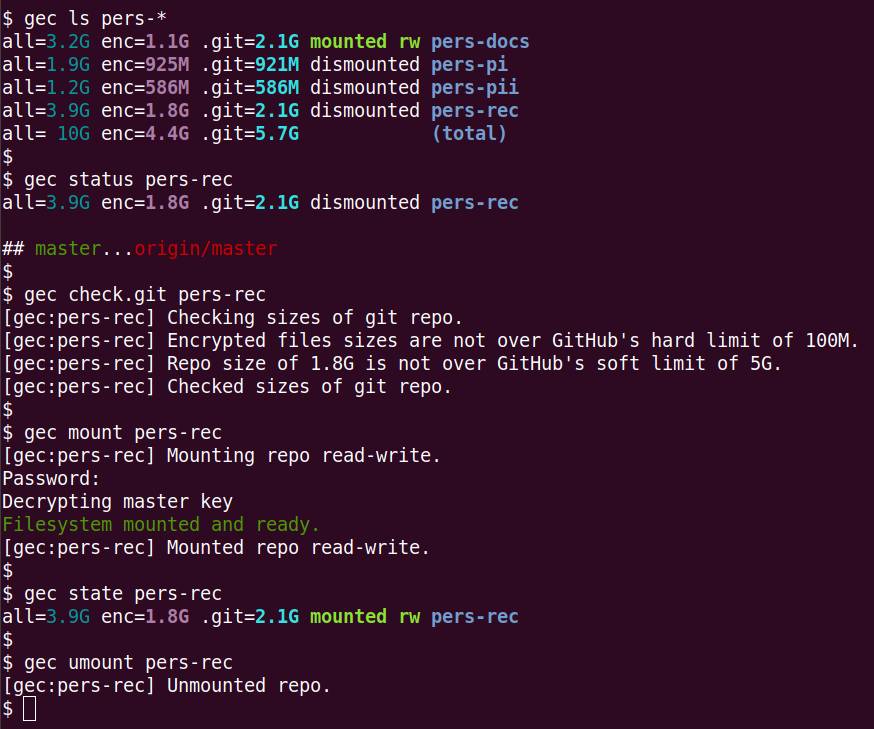 $ gec ls pers-*
all=3.2G enc=1.1G .git=2.1G mounted rw pers-docs
all=1.9G enc=925M .git=921M dismounted pers-pi
all=1.2G enc=586M .git=586M dismounted pers-pii
all=3.9G enc=1.8G .git=2.1G dismounted pers-rec
all= 10G enc=4.4G .git=5.7G            (total)
$
$ gec status pers-rec
all=3.9G enc=1.8G .git=2.1G dismounted pers-rec

## master...origin/master
$
$ gec check.git pers-rec
[gec:pers-rec] Checking sizes of git repo.
[gec:pers-rec] Encrypted files sizes are not over GitHub's hard limit of 100M.
[gec:pers-rec] Repo size of 1.8G is not over GitHub's soft limit of 5G.
[gec:pers-rec] Checked sizes of git repo.
$
$ gec mount pers-rec
[gec:pers-rec] Mounting repo read-write.
Password:
Decrypting master key
Filesystem mounted and ready.
[gec:pers-rec] Mounted repo read-write.
$
$ gec state pers-rec
all=3.9G enc=1.8G .git=2.1G mounted rw pers-rec
$
$ gec umount pers-rec
[gec:pers-rec] Unmounted repo.
$